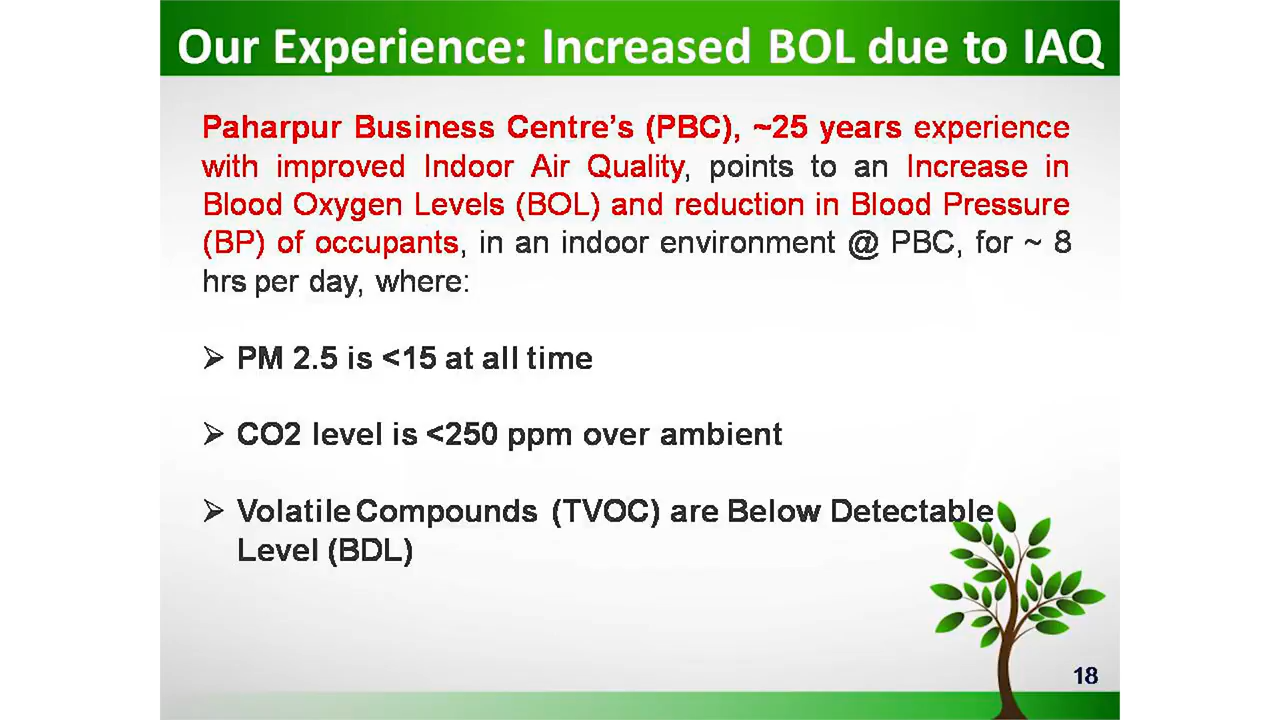 Our Experience: Increased BOL due to IAQ
Paharpur Business Centre’s (PBC), ~25 years experience
with improved Indoor Air Quality, points to an Increase in
Blood Oxygen Levels (BOL) and reduction in Blood Pressure
(BP) of occupants, in an indoor environment @ PBC, for ~ 8
hrs per day, where:
➢ PM 2.5 is <15 at all time
➢ CO2 level is <250 ppm over ambient
➢ Volatile Compounds (TVOC) are Below Detectable
Level (BDL)
18